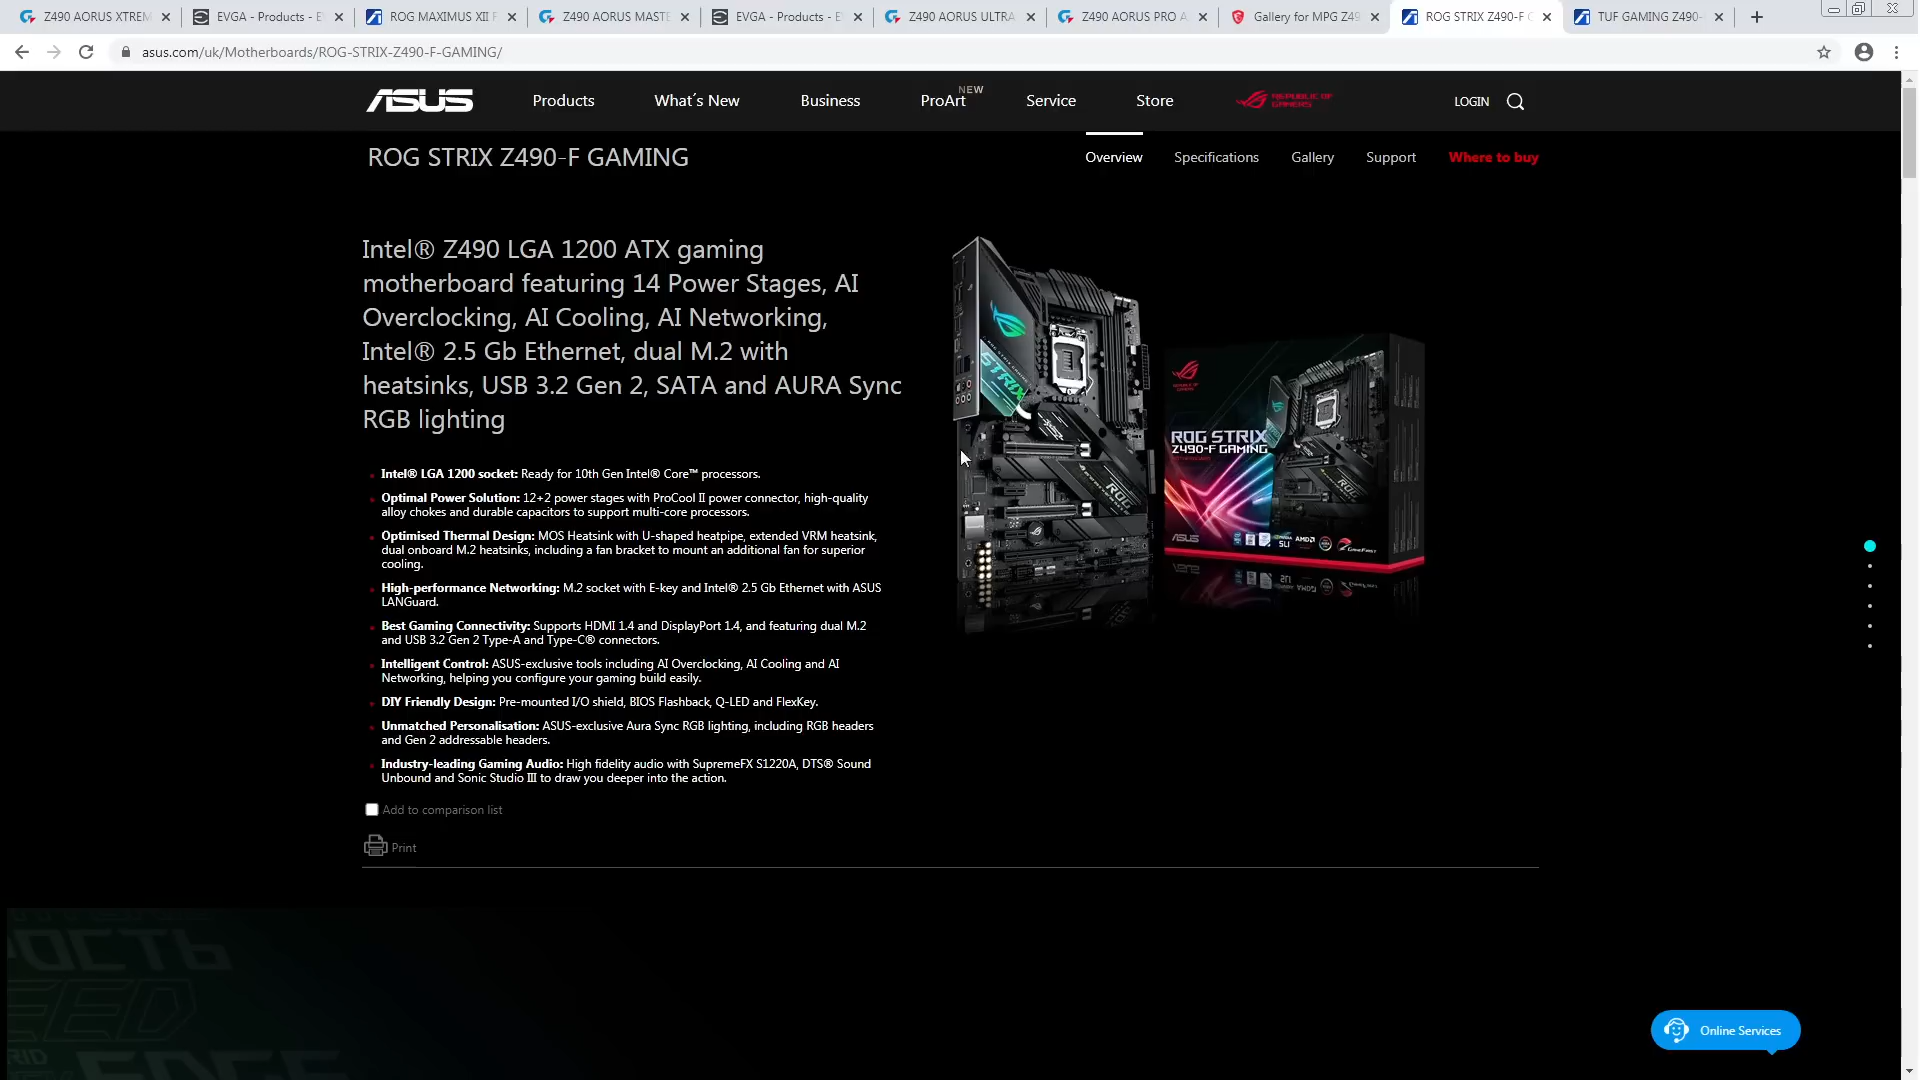 Z490 AORUS XTREM
EVGA - Products - E
ROG MAXIMUS XII F
Z490 AORUS MASTE
EVGA - Products - E
Z490 AORUS ULTRA
Z490 AORUS PRO A
Gallery for MPG Z49
ROG STRIX Z490-F G
TUF GAMING Z490-
asus.com/uk/Motherboards/ROG-STRIX-Z490-F-GAMING/
ASUS
Products
What's New
Business
ProArt
NEW
Service
Store
REPUBLIC OF
GAMERS
LOGIN
ROG STRIX Z490-F GAMING
Overview
Specifications
Gallery
Support
Where to buy
Intel® Z490 LGA 1200 ATX gaming
motherboard featuring 14 Power Stages, AI
Overclocking, AI Cooling, AI Networking,
Intel® 2.5 Gb Ethernet, dual M.2 with
heatsinks, USB 3.2 Gen 2, SATA and AURA Sync
RGB lighting
Intel® LGA 1200 socket: Ready for 10th Gen Intel® Core™ processors.
Optimal Power Solution: 12+2 power stages with ProCool II power connector, high-quality
alloy chokes and durable capacitors to support multi-core processors.
Optimised Thermal Design: MOS Heatsink with U-shaped heatpipe, extended VRM heatsink,
dual onboard M.2 heatsinks, including a fan bracket to mount an additional fan for superior
cooling.
High-performance Networking: M.2 socket with E-key and Intel® 2.5 Gb Ethernet with ASUS
LANGuard.
Best Gaming Connectivity: Supports HDMI 1.4 and DisplayPort 1.4, and featuring dual M.2
and USB 3.2 Gen 2 Type-A and Type-C® connectors.
Intelligent Control: ASUS-exclusive tools including AI Overclocking, AI Cooling and AI
Networking, helping you configure your gaming build easily.
DIY Friendly Design: Pre-mounted I/O shield, BIOS Flashback, Q-LED and FlexKey.
Unmatched Personalisation: ASUS-exclusive Aura Sync RGB lighting, including RGB headers
and Gen 2 addressable headers.
Industry-leading Gaming Audio: High fidelity audio with SupremeFX S1220A, DTS® Sound
Unbound and Sonic Studio III to draw you deeper into the action.
Add to comparison list
Print
STRIX
ROG
ROG STRIX
Z490-F GAMING
ASUS
SLI
AMD
GameFirst
EDGE
Online Services